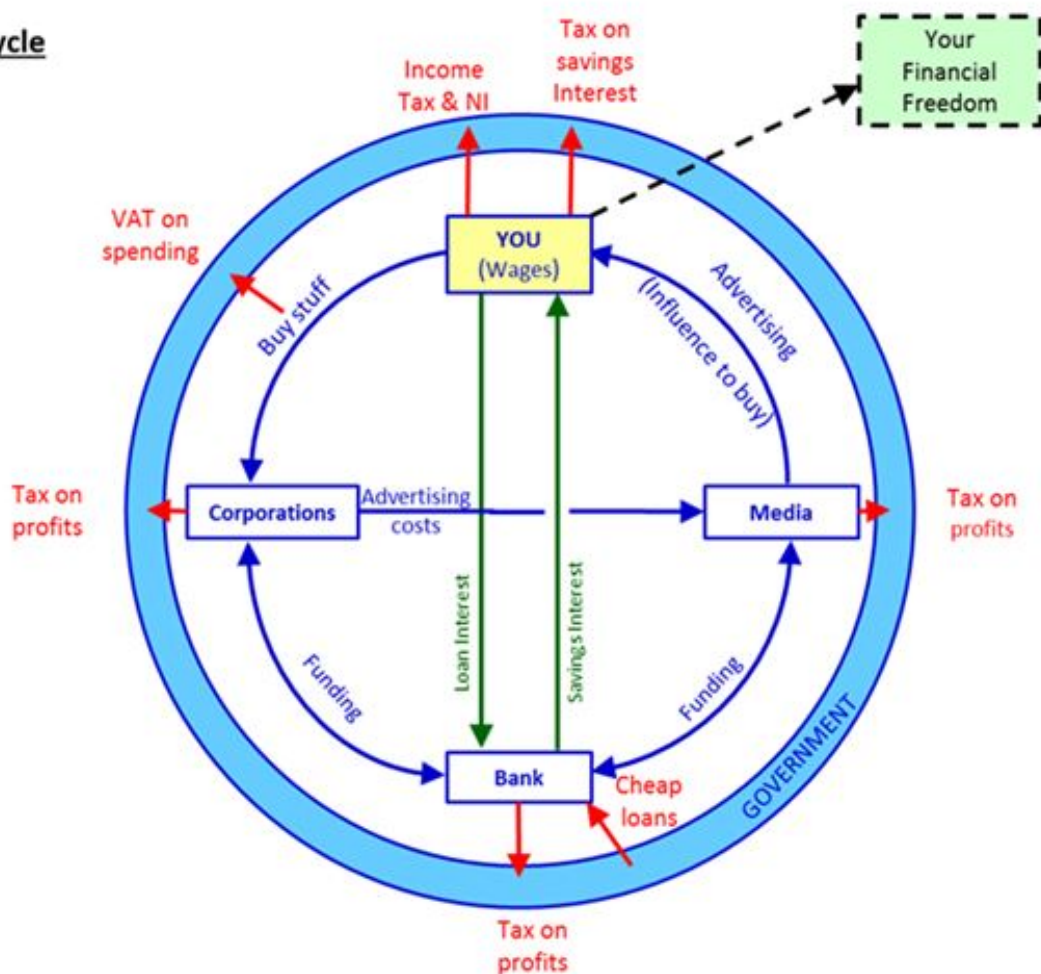 ycle
Tax on
savings
Interest
Your
Financial
Freedom
Income
Tax & NI
VAT on
spending
YOU
(Wages)
Buy stuff
Advertising
(Influence to buy)
Tax on
profits
Corporations
Advertising
costs
Media
Tax on
profits
Loan Interest
Savings Interest
Funding
Funding
Bank
Cheap
loans
GOVERNMENT
Tax on
profits